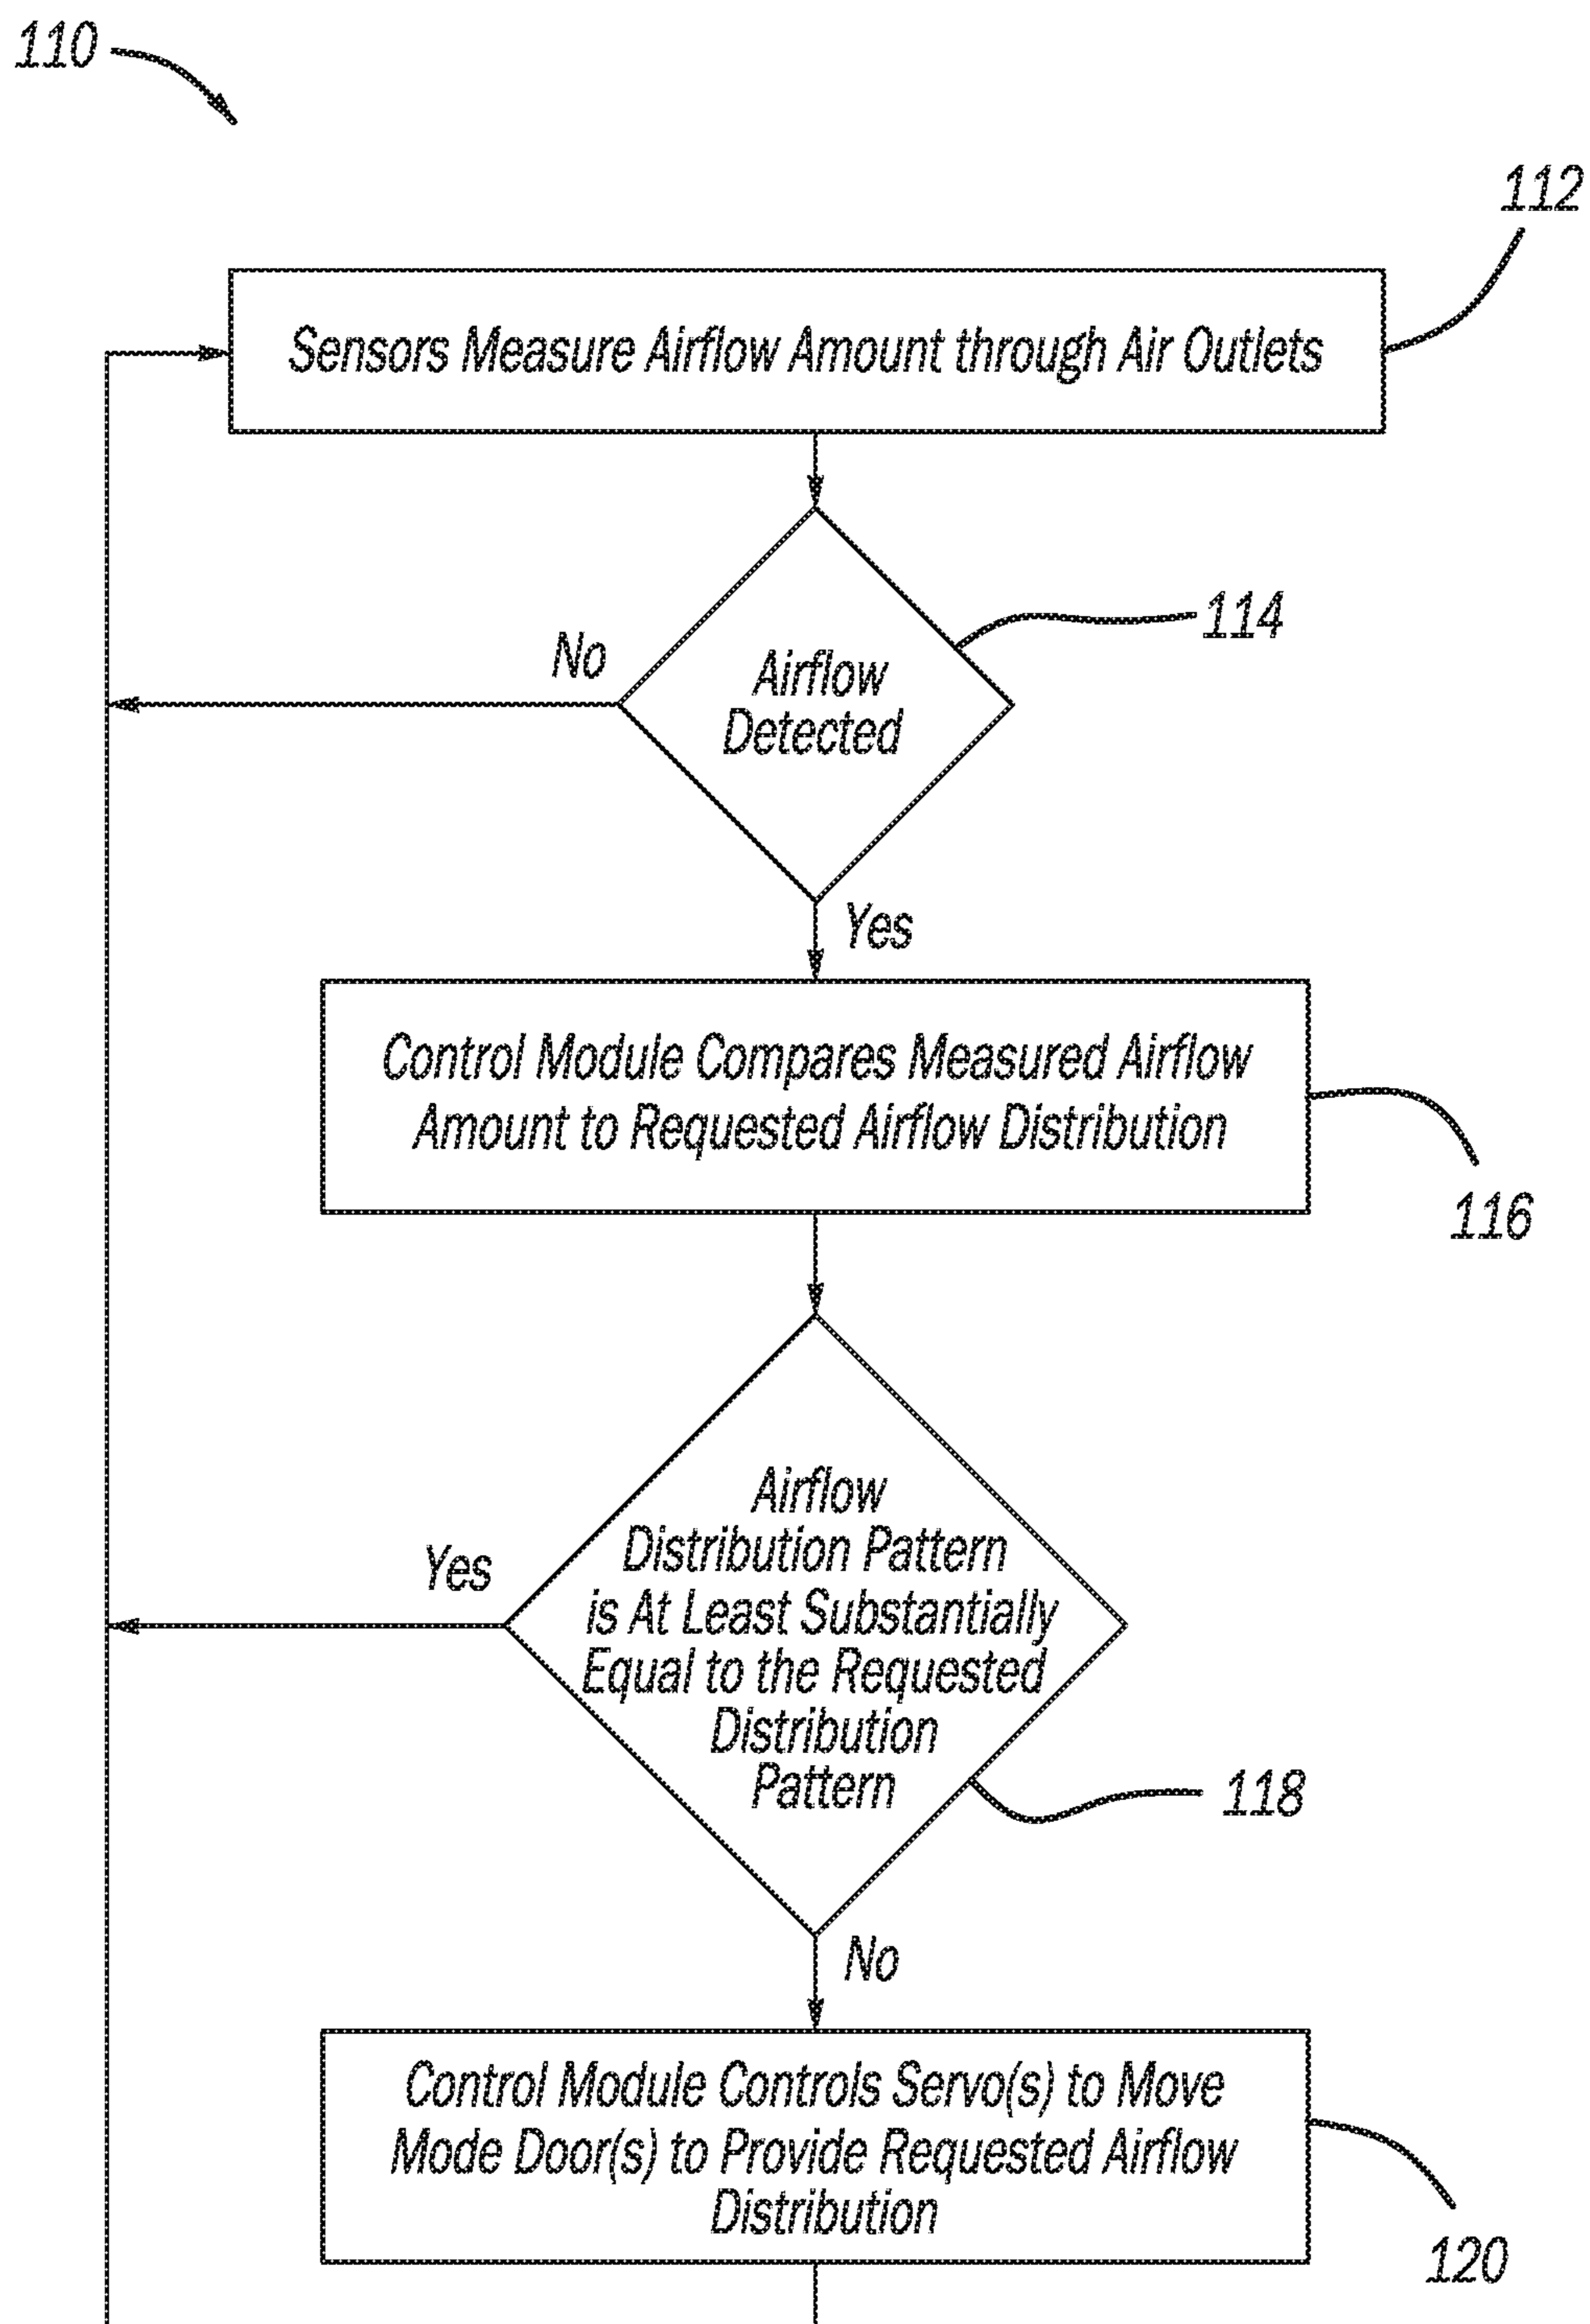 110
112
Sensors Measure Airflow Amount through Air Outlets
114
No
Airflow
Detected
Yes
Control Module Compares Measured Airflow
Amount to Requested Airflow Distribution
116
Airflow
Distribution Pattern
is At Least Substantially
Equal to the Requested
Distribution
Pattern
Yes
118
No
Control Module Controls Servo(s) to Move
Mode Door(s) to Provide Requested Airflow
Distribution
120